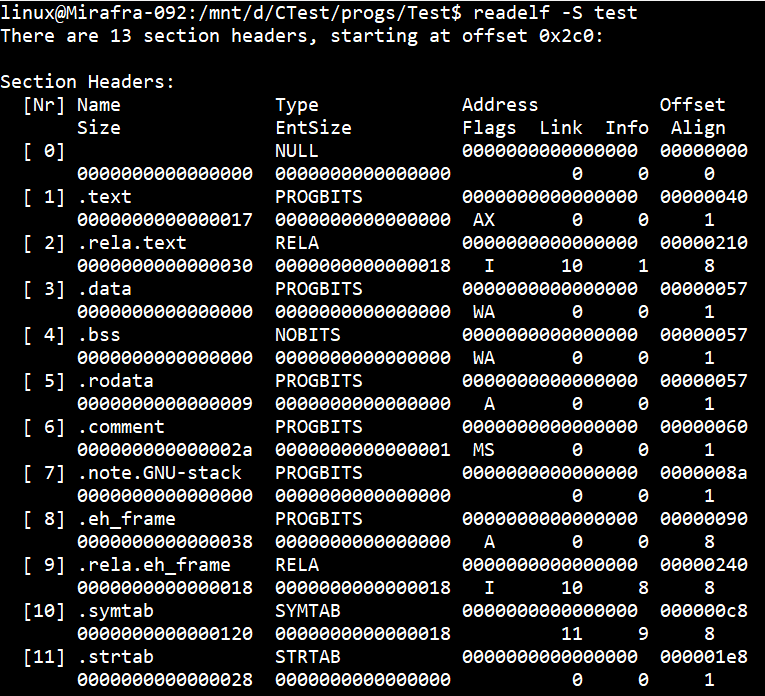 linux@Mirafra-092:/mnt/d/CTest/progs/Test$ readelf -S test
There are 13 section headers, starting at offset 0x2c0:

Section Headers:
  [Nr] Name              Type             Address           Offset
       Size              EntSize          Flags  Link  Info  Align
  [ 0]                   NULL             0000000000000000  00000000
       0000000000000000  0000000000000000           0     0     0
  [ 1] .text             PROGBITS         0000000000000000  00000040
       0000000000000017  0000000000000000  AX       0     0     1
  [ 2] .rela.text        RELA             0000000000000000  00000210
       0000000000000030  0000000000000018   I      10     1     8
  [ 3] .data             PROGBITS         0000000000000000  00000057
       0000000000000000  0000000000000000  WA       0     0     1
  [ 4] .bss              NOBITS           0000000000000000  00000057
       0000000000000000  0000000000000000  WA       0     0     1
  [ 5] .rodata           PROGBITS         0000000000000000  00000057
       0000000000000009  0000000000000000   A       0     0     1
  [ 6] .comment          PROGBITS         0000000000000000  00000060
       000000000000002a  0000000000000001  MS       0     0     1
  [ 7] .note.GNU-stack   PROGBITS         0000000000000000  0000008a
       0000000000000000  0000000000000000           0     0     1
  [ 8] .eh_frame         PROGBITS         0000000000000000  00000090
       0000000000000038  0000000000000000   A       0     0     8
  [ 9] .rela.eh_frame    RELA             0000000000000000  00000240
       0000000000000018  0000000000000018   I      10     8     8
  [10] .symtab           SYMTAB           0000000000000000  000000c8
       0000000000000120  0000000000000018          11     9     8
  [11] .strtab           STRTAB           0000000000000000  000001e8
       0000000000000028  0000000000000000           0     0     1